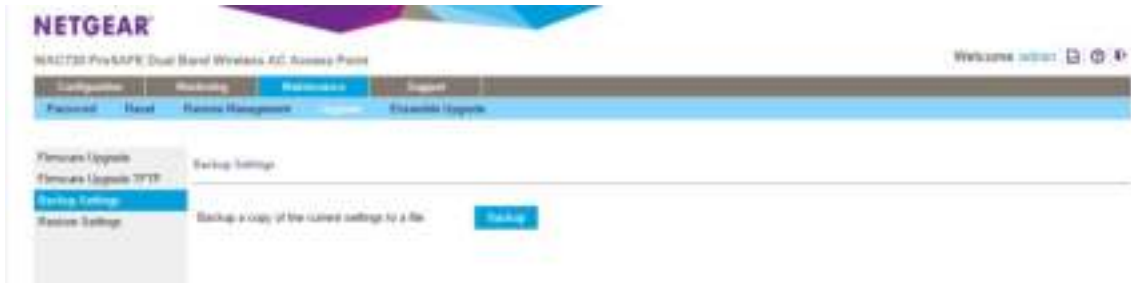 NETGEAR
WAC730 ProSAFE Dual Band Wireless AC Access Point
Welcome admin
Configuration Monitoring Maintenance Support
Password Reset Remote Management Upgrade Ensemble Upgrade
Firmware Upgrade
Firmware Upgrade TFTP
Backup Settings
Restore Settings
Backup Settings
Backup a copy of the current settings to a file Backup